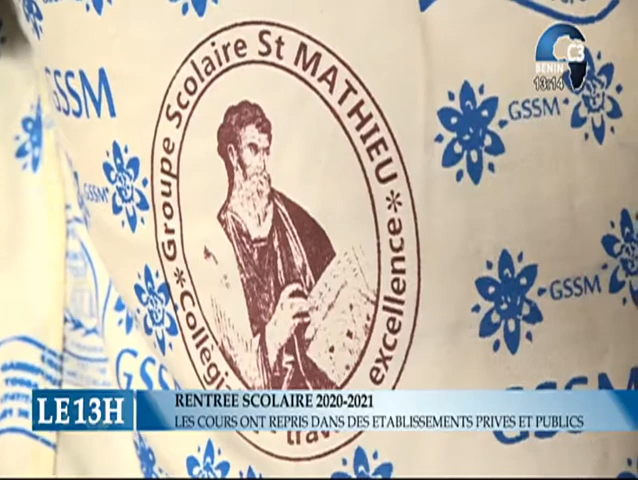 Groupe Scolaire St MATHIEU
excellence
GSSM
GSSM
GSSM
GSSM
GSSM
BENIN C3
13:14
LE13H
RENTREE SCOLAIRE 2020-2021
LES COURS ONT REPRIS DANS DES ETABLISSEMENTS PRIVES ET PUBLICS